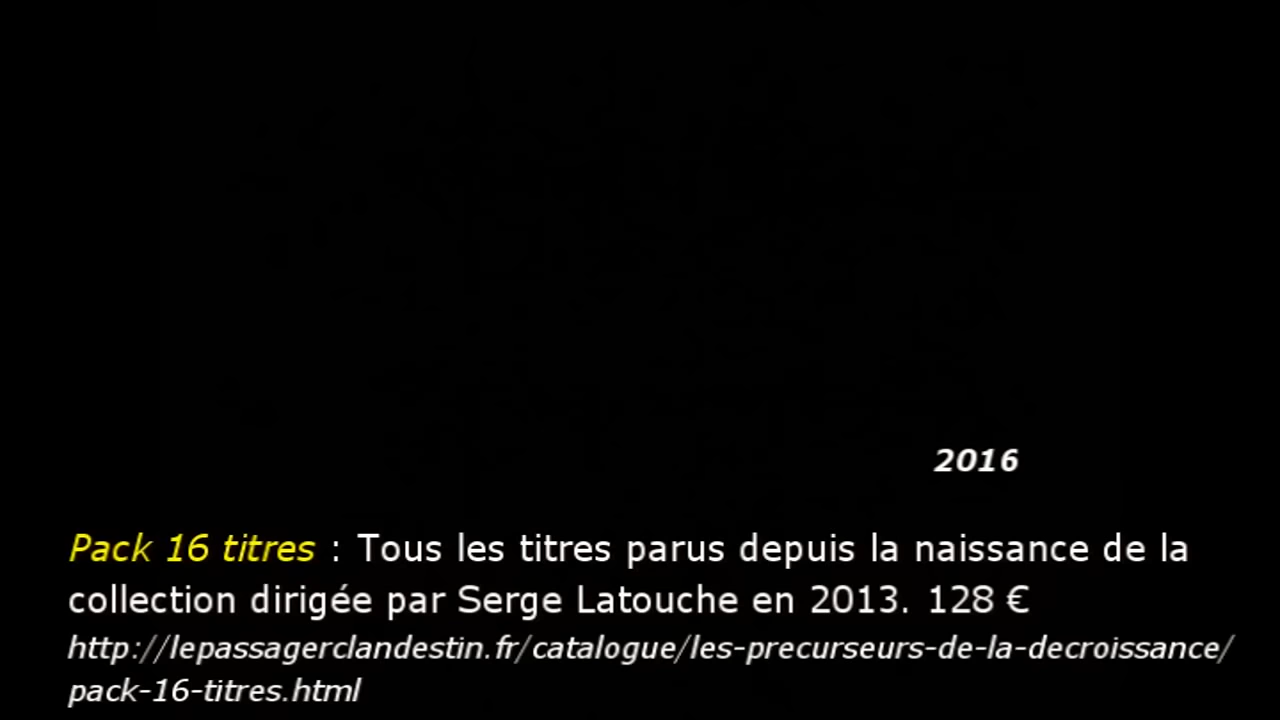 2016
Pack 16 titres : Tous les titres parus depuis la naissance de la
collection dirigée par Serge Latouche en 2013. 128 €
http://lepassagerclandestin.fr/catalogue/les-precurseurs-de-la-decroissance/
pack-16-titres.html